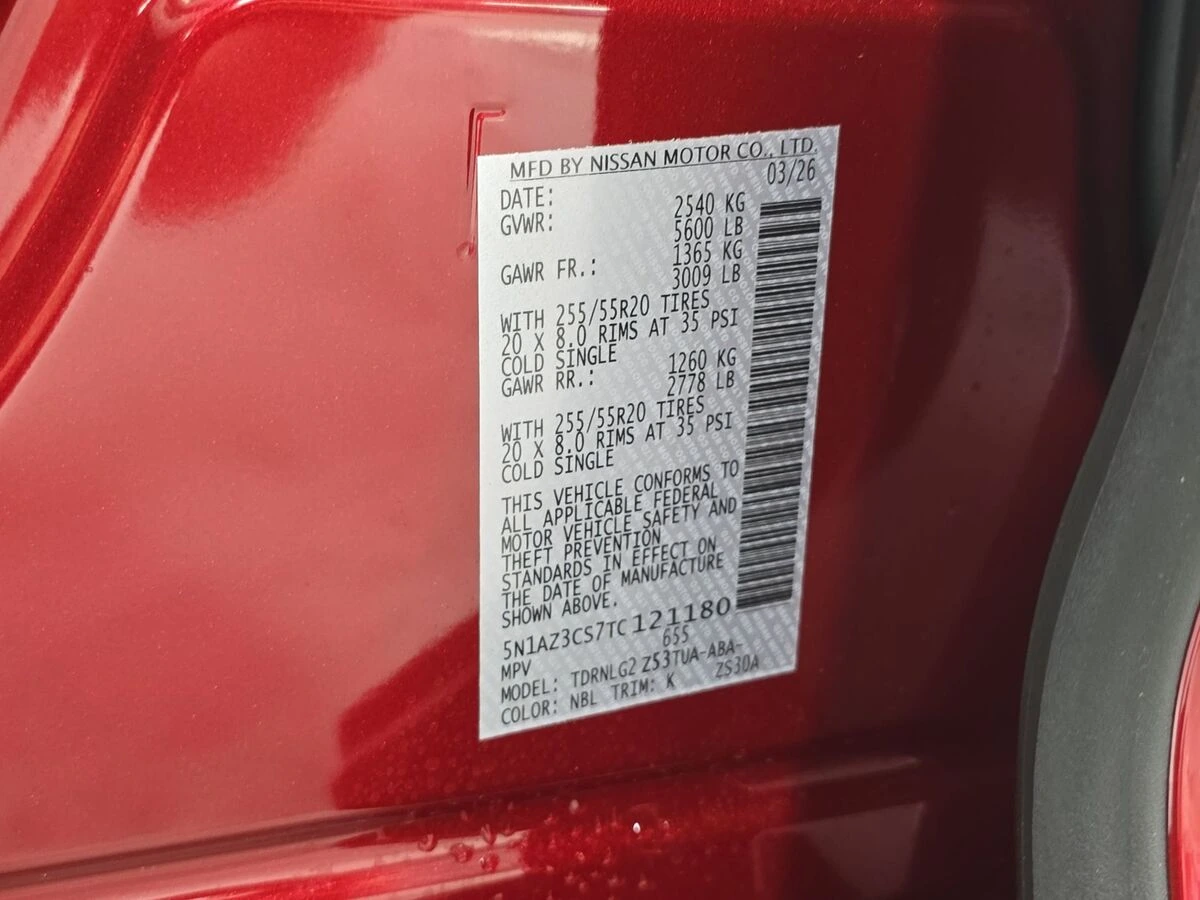 MFD BY NISSAN MOTOR CO., LTD.
DATE: 03/26
GVWR: 2540 KG
5600 LB
GAWR FR.: 1365 KG
3009 LB
WITH 255/55R20 TIRES
20 X 8.0 RIMS AT 35 PSI
COLD SINGLE
GAWR RR.: 1260 KG
2778 LB
WITH 255/55R20 TIRES
20 X 8.0 RIMS AT 35 PSI
COLD SINGLE
THIS VEHICLE CONFORMS TO
ALL APPLICABLE FEDERAL
MOTOR VEHICLE SAFETY AND
THEFT PREVENTION
STANDARDS IN EFFECT ON
THE DATE OF MANUFACTURE
SHOWN ABOVE.
5N1AZ3CS7TC121180
MPV 655
MODEL: TDRNLG2 Z53TUA-ABA-
COLOR: NBL TRIM: K ZS30A